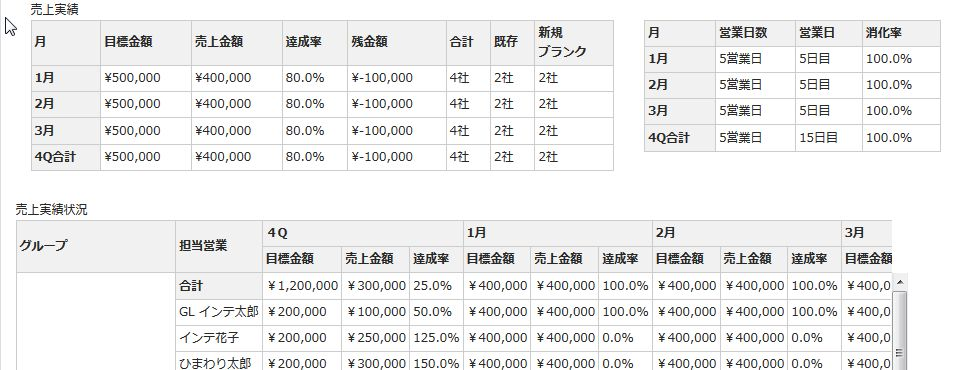 売上実績
月 目標金額 売上金額 達成率 残金額 合計 既存 新規 ブランク
1月 ¥500,000 ¥400,000 80.0% ¥-100,000 4社 2社 2社
2月 ¥500,000 ¥400,000 80.0% ¥-100,000 4社 2社 2社
3月 ¥500,000 ¥400,000 80.0% ¥-100,000 4社 2社 2社
4Q合計 ¥500,000 ¥400,000 80.0% ¥-100,000 4社 2社 2社
月 営業日数 営業日 消化率
1月 5営業日 5日目 100.0%
2月 5営業日 5日目 100.0%
3月 5営業日 5日目 100.0%
4Q合計 5営業日 15日目 100.0%
売上実績状況
グループ 担当営業 4Q 1月 2月 3月
目標金額 売上金額 達成率 目標金額 売上金額 達成率 目標金額 売上金額 達成率 目標金額
合計 ¥1,200,000 ¥300,000 25.0% ¥400,000 ¥400,000 100.0% ¥400,000 ¥400,000 100.0% ¥400,0
GL インテ太郎 ¥200,000 ¥100,000 50.0% ¥400,000 ¥400,000 100.0% ¥400,000 ¥400,000 100.0% ¥400,0
インテ花子 ¥200,000 ¥250,000 125.0% ¥400,000 ¥400,000 0.0% ¥400,000 ¥400,000 0.0% ¥400,0
ひまわり太郎 ¥200,000 ¥300,000 150.0% ¥400,000 ¥400,000 0.0% ¥400,000 ¥400,000 0.0% ¥400,0